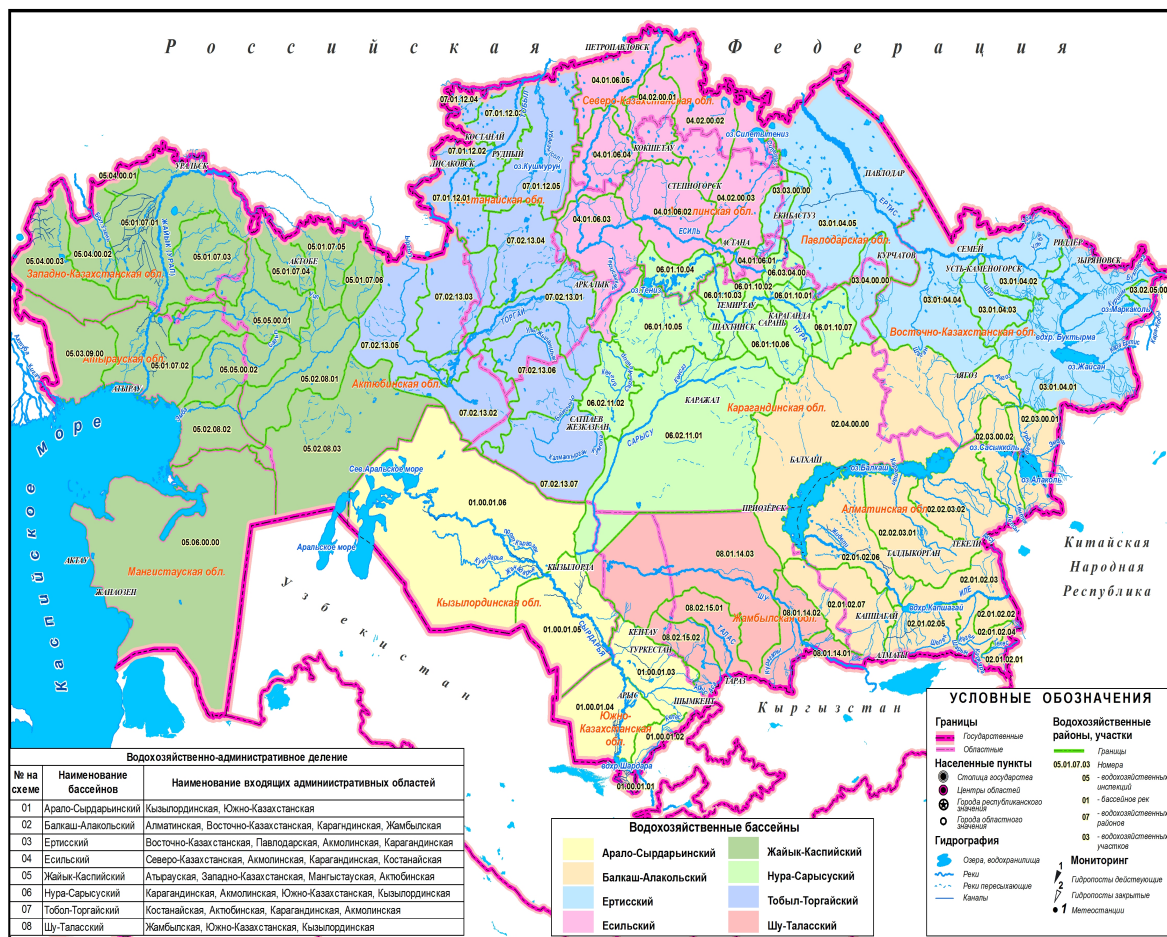 Российская Федерация
ПЕТРОПАВЛОВСК
04.01.06.05
Северо-Казахстанская обл.
04.02.00.01
04.02.00.02
07.01.12.04
ТОБЫЛ
КОСТАНАЙ
07.01.12.02
РУДНЫЙ
ЛИСАКОВСК
оз.Кушмурун
07.01.12.01
07.01.12.05
КОКШЕТАУ
04.01.06.04
оз.Силетытениз
СТЕПНОГОРСК
04.02.00.03
04.01.06.02
04.01.06.03
ЕСИЛЬ
АСТАНА
04.01.06.01
03.03.00.00
ЕКИБАСТУЗ
ПАВЛОДАР
ЕРТИС
03.01.04.05
Павлодарская обл.
КУРЧАТОВ
03.04.00.00
СЕМЕЙ
РИДДЕР
УСТЬ-КАМЕНОГОРСК
ЗЫРЯНОВСК
03.01.04.02
03.02.05.00
оз.Маркаколь
03.01.04.04
03.01.04.03
Восточно-Казахстанская обл.
вдхр. Буктырма
оз.Жайсан
03.01.04.01
УРАЛЬСК
05.04.00.01
05.01.07.01
ЖАЙЫК (УРАЛ)
05.04.00.02
05.04.00.03
Западно-Казахстанская обл.
05.01.07.03
05.01.07.05
АКТОБЕ
05.01.07.04
05.01.07.06
05.05.00.01
05.03.09.00
05.01.07.02
05.05.00.02
05.02.08.01
АТЫРАУ
Актюбинская обл.
05.02.08.02
05.02.08.03
07.02.13.04
07.02.13.03
07.02.13.01
АРКАЛЫК
ТОРГАЙ
07.02.13.05
07.02.13.06
07.02.13.02
07.02.13.07
06.01.10.04
оз.Тениз
06.03.04.00
06.01.10.02
06.01.10.03
06.01.10.01
ТЕМИРТАУ
КАРАГАНДА
САРАНЬ
ШАХТИНСК
НУРА
06.01.10.05
06.01.10.06
06.01.10.07
06.02.11.02
САТПАЕВ
ЖЕЗКАЗГАН
КАРАЖАЛ
САРЫСУ
06.02.11.01
Карагандинская обл.
02.04.00.00
АЯГОЗ
02.03.00.01
02.03.00.02
оз.Сасыкколь
оз.Алаколь
БАЛХАЙ
оз.Балкаш
ПРИОЗЁРСК
02.02.03.02
02.02.03.01
ТАЛДЫКОРГАН
ТЕКЕЛИ
02.01.02.06
02.01.02.03
ИЛЕ
02.01.02.07
КАПШАГАЙ
вдхр.Капшагай
02.01.02.05
02.01.02.02
02.01.02.04
02.01.02.01
АЛМАТЫ
Каспийское море
05.06.00.00
АКТАУ
Мангистауская обл.
ЖАНАОЗЕН
Сев.Аральское море
Аральское море
01.00.01.06
КЫЗЫЛОРДА
Кызылординская обл.
01.00.01.05
СЫРДАРЬЯ
Узбекистан
08.01.14.03
ШУ
08.02.15.01
ТАЛАС
Жамбылская обл.
08.01.14.02
08.02.15.02
08.01.14.01
КЕНТАУ
ТУРКЕСТАН
01.00.01.03
ТАРАЗ
АРЫС
ШЫМКЕНТ
01.00.01.04
Южно-
Казахстанская
обл.
01.00.01.02
вдхр.Шардара
01.00.01.01
Кыргызстан
Китайская
Народная
Республика
Водохозяйственно-административное деление
№ на схеме Наименование бассейнов Наименование входящих административных областей
01 Арало-Сырдарьинский Кызылординская, Южно-Казахстанская
02 Балкаш-Алакольский Алматинская, Восточно-Казахстанская, Карагндинская, Жамбылская
03 Ертисский Восточно-Казахстанская, Павлодарская, Акмолинская, Карагандинская
04 Есильский Северо-Казахстанская, Акмолинская, Карагандинская, Костанайская
05 Жайык-Каспийский Атырауская, Западно-Казахстанская, Мангыстауская, Актюбинская
06 Нура-Сарысуский Карагандинская, Акмолинская, Южно-Казахстанская, Кызылординская
07 Тобол-Торгайский Костанайская, Актюбинская, Карагандинская, Акмолинская
08 Шу-Таласский Жамбылская, Южно-Казахстанская, Кызылординская
Водохозяйственные бассейны
Арало-Сырдарьинский Жайык-Каспийский
Балкаш-Алакольский Нура-Сарысуский
Ертисский Тобыл-Торгайский
Есильский Шу-Таласский
УСЛОВНЫЕ ОБОЗНАЧЕНИЯ
Границы
Государственные
Областные
Населенные пункты
Столица государства
Центры областей
Города республиканского
значения
Города областного
значения
Гидрография
Озера, водохранилища
Реки
Реки пересыхающие
Каналы
Водохозяйственные
районы, участки
Границы
05.01.07.03 Номера
05 - водохозяйственных
инспекций
01 - бассейнов рек
07 - водохозяйственных
районов
03 - водохозяйственных
участков
Мониторинг
1 Гидропосты действующие
2 Гидропосты закрытые
1 Метеостанции